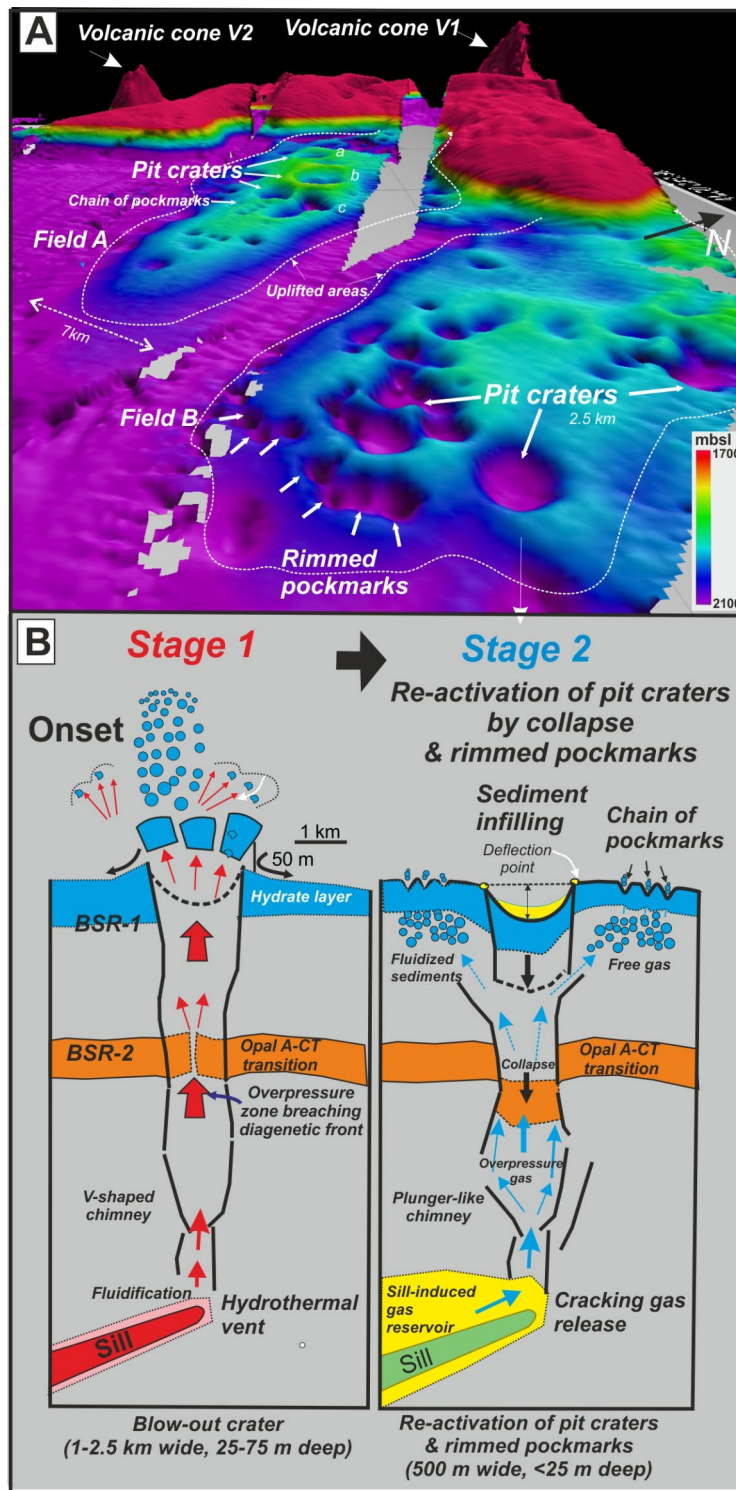 A
Volcanic cone V2
Volcanic cone V1
Pit craters
a
b
c
Chain of pockmarks
Field A
Uplifted areas
N
7km
Field B
Pit craters
2.5 km
Rimmed
pockmarks
mbsl
1700
2100
B
Stage 1
Stage 2
Onset
Re-activation of pit craters
by collapse
& rimmed pockmarks
1 km
50 m
Sediment
infilling
Deflection
point
Chain of
pockmarks
Hydrate layer
BSR-1
Fluidized
sediments
Free gas
BSR-2
Opal A-CT
transition
Collapse
Opal A-CT
transition
Overpressure
zone breaching
diagenetic front
Overpressure
gas
V-shaped
chimney
Plunger-like
chimney
Fluidification
Hydrothermal
vent
Sill
Sill-induced
gas
reservoir
Cracking gas
release
Sill
Blow-out crater
(1-2.5 km wide, 25-75 m deep)
Re-activation of pit craters
& rimmed pockmarks
(500 m wide, <25 m deep)